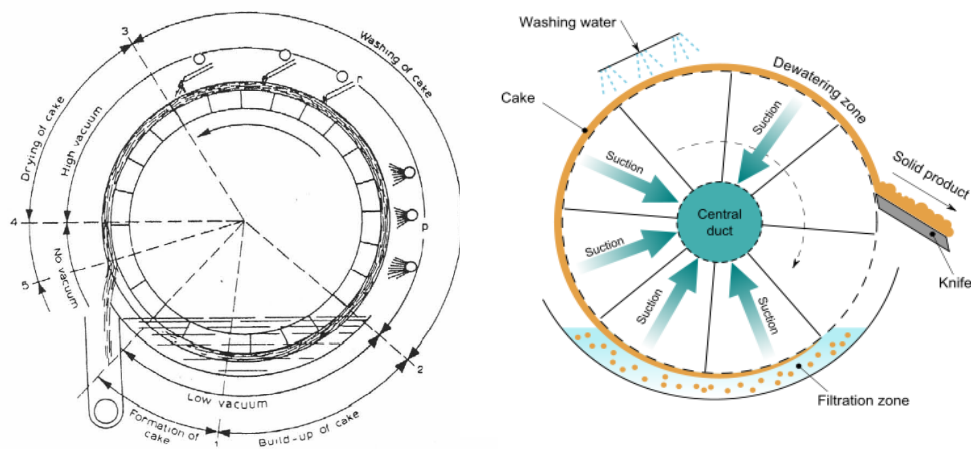 3
Washing of cake
r
Drying of cake
High vacuum
4
No vacuum
5
p
2
Low vacuum
Formation of
cake
1
Build-up of cake
Washing water
Dewatering zone
Cake
Suction
Suction
Solid product
Central
duct
Suction
Knife
Suction
Suction
Filtration zone